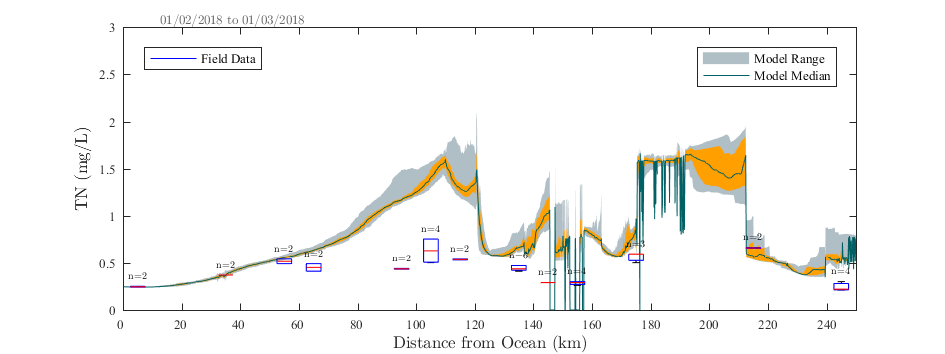 01/02/2018 to 01/03/2018
3
2.5
2
1.5
1
0.5
0
TN (mg/L)
Field Data
Model Range
Model Median
n=2
n=2
n=2
n=2
n=2
n=4
n=2
n=6
n=2
n=4
n=3
n=2
n=4
0 20 40 60 80 100 120 140 160 180 200 220 240
Distance from Ocean (km)